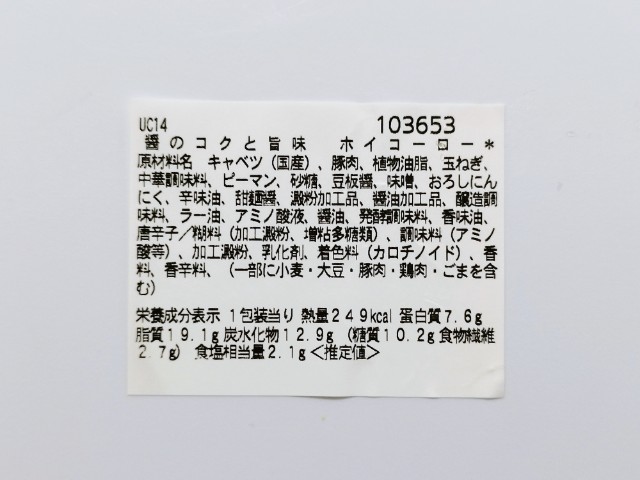 UC14 103653
醤のコクと旨味 ホイコーロー*
原材料名 キャベツ(国産)、豚肉、植物油脂、玉ねぎ、
中華調味料、ピーマン、砂糖、豆板醤、味噌、おろしにん
にく、辛味油、甜麺醤、澱粉加工品、醤油加工品、醸造調
味料、ラー油、アミノ酸液、醤油、発酵調味料、香味油、
唐辛子/糊料(加工澱粉、増粘多糖類)、調味料(アミノ
酸等)、加工澱粉、乳化剤、着色料(カロチノイド)、香
料、香辛料、(一部に小麦・大豆・豚肉・鶏肉・ごまを含
む)
栄養成分表示 1包装当り 熱量249kcal 蛋白質7.6g
脂質19.1g 炭水化物12.9g (糖質10.2g 食物繊維
2.7g) 食塩相当量2.1g<推定値>